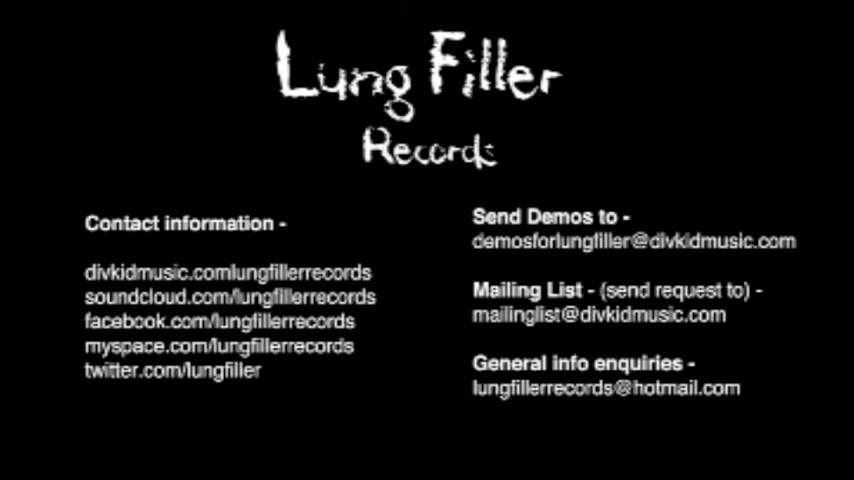 Lung Filler
Records
Contact information -
divkidmusic.comlungfillerrecords
soundcloud.com/lungfillerrecords
facebook.com/lungfillerrecords
myspace.com/lungfillerrecords
twitter.com/lungfiller
Send Demos to -
demosforlungfiller@divkidmusic.com
Mailing List - (send request to) -
mailinglist@divkidmusic.com
General info enquiries -
lungfillerrecords@hotmail.com